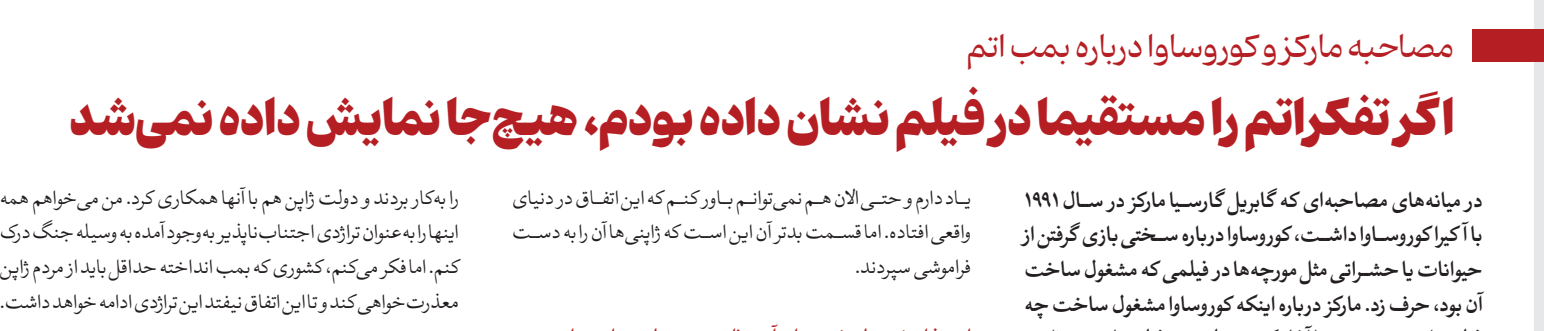 مصاحبه مارکز و کوروساوا درباره بمب اتم
اگر تفکراتم را مستقیما در فیلم نشان داده بودم، هیچ‌جا نمایش داده نمی‌شد
در میانه‌های مصاحبه‌ای که گابریل گارسیا مارکز در سال ۱۹۹۱
با آکیرا کوروساوا داشت، کوروساوا درباره سختی بازی گرفتن از
حیوانات یا حشراتی مثل مورچه‌ها در فیلمی که مشغول ساخت
آن بود، حرف زد. مارکز درباره اینکه کوروساوا مشغول ساخت چه
یاد دارم و حتی الان هم نمی‌توانم باور کنم که این اتفاق در دنیای
واقعی افتاده. اما قسمت بدتر آن این است که ژاپنی‌ها آن را به دست
فراموشی سپردند.
را به‌کار بردند و دولت ژاپن هم با آنها همکاری کرد. من می‌خواهم همه
اینها را به عنوان تراژدی اجتناب‌ناپذیر به‌وجود آمده به وسیله جنگ درک
کنم. اما فکر می‌کنم، کشوری که بمب انداخته حداقل باید از مردم ژاپن
معذرت‌خواهی کند و تا این اتفاق نیفتد این تراژدی ادامه خواهد داشت.